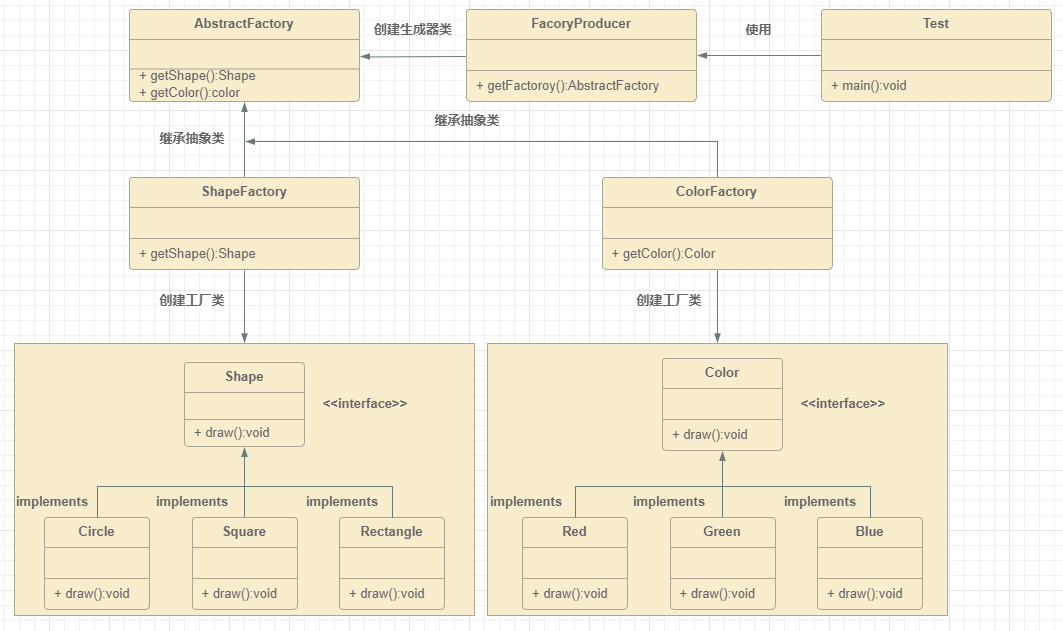 AbstractFactory
+ getShape():Shape
+ getColor():color
创建生成器类
FacoryProducer
+ getFactoroy():AbstractFactory
使用
Test
+ main():void
继承抽象类
继承抽象类
ShapeFactory
+ getShape():Shape
ColorFactory
+ getColor():Color
创建工厂类
创建工厂类
Shape
+ draw():void
<<interface>>
implements
implements
implements
Circle
+ draw():void
Square
+ draw():void
Rectangle
+ draw():void
Color
+ draw():void
<<interface>>
implements
implements
implements
Red
+ draw():void
Green
+ draw():void
Blue
+ draw():void